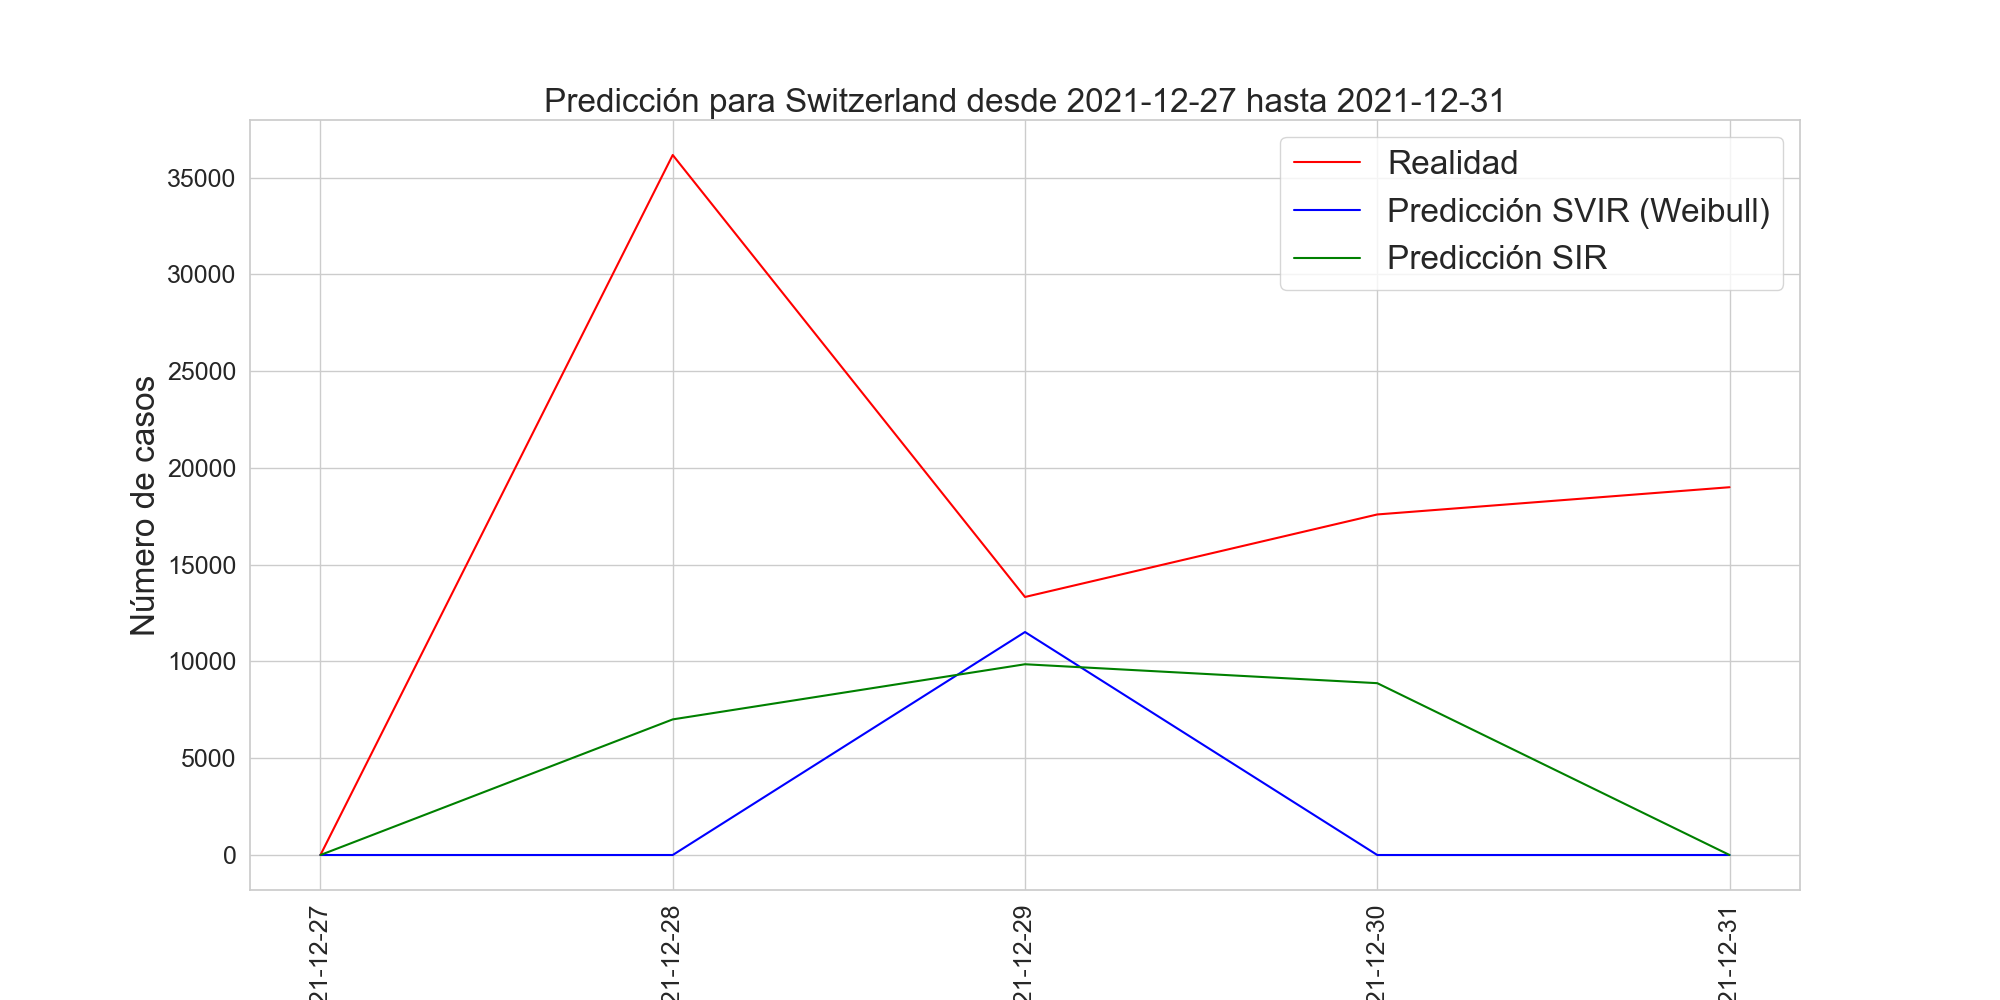 Predicción para Switzerland desde 2021-12-27 hasta 2021-12-31
Realidad
Predicción SVIR (Weibull)
Predicción SIR
Número de casos
35000
30000
25000
20000
15000
10000
5000
0
21-12-27
21-12-28
21-12-29
21-12-30
21-12-31